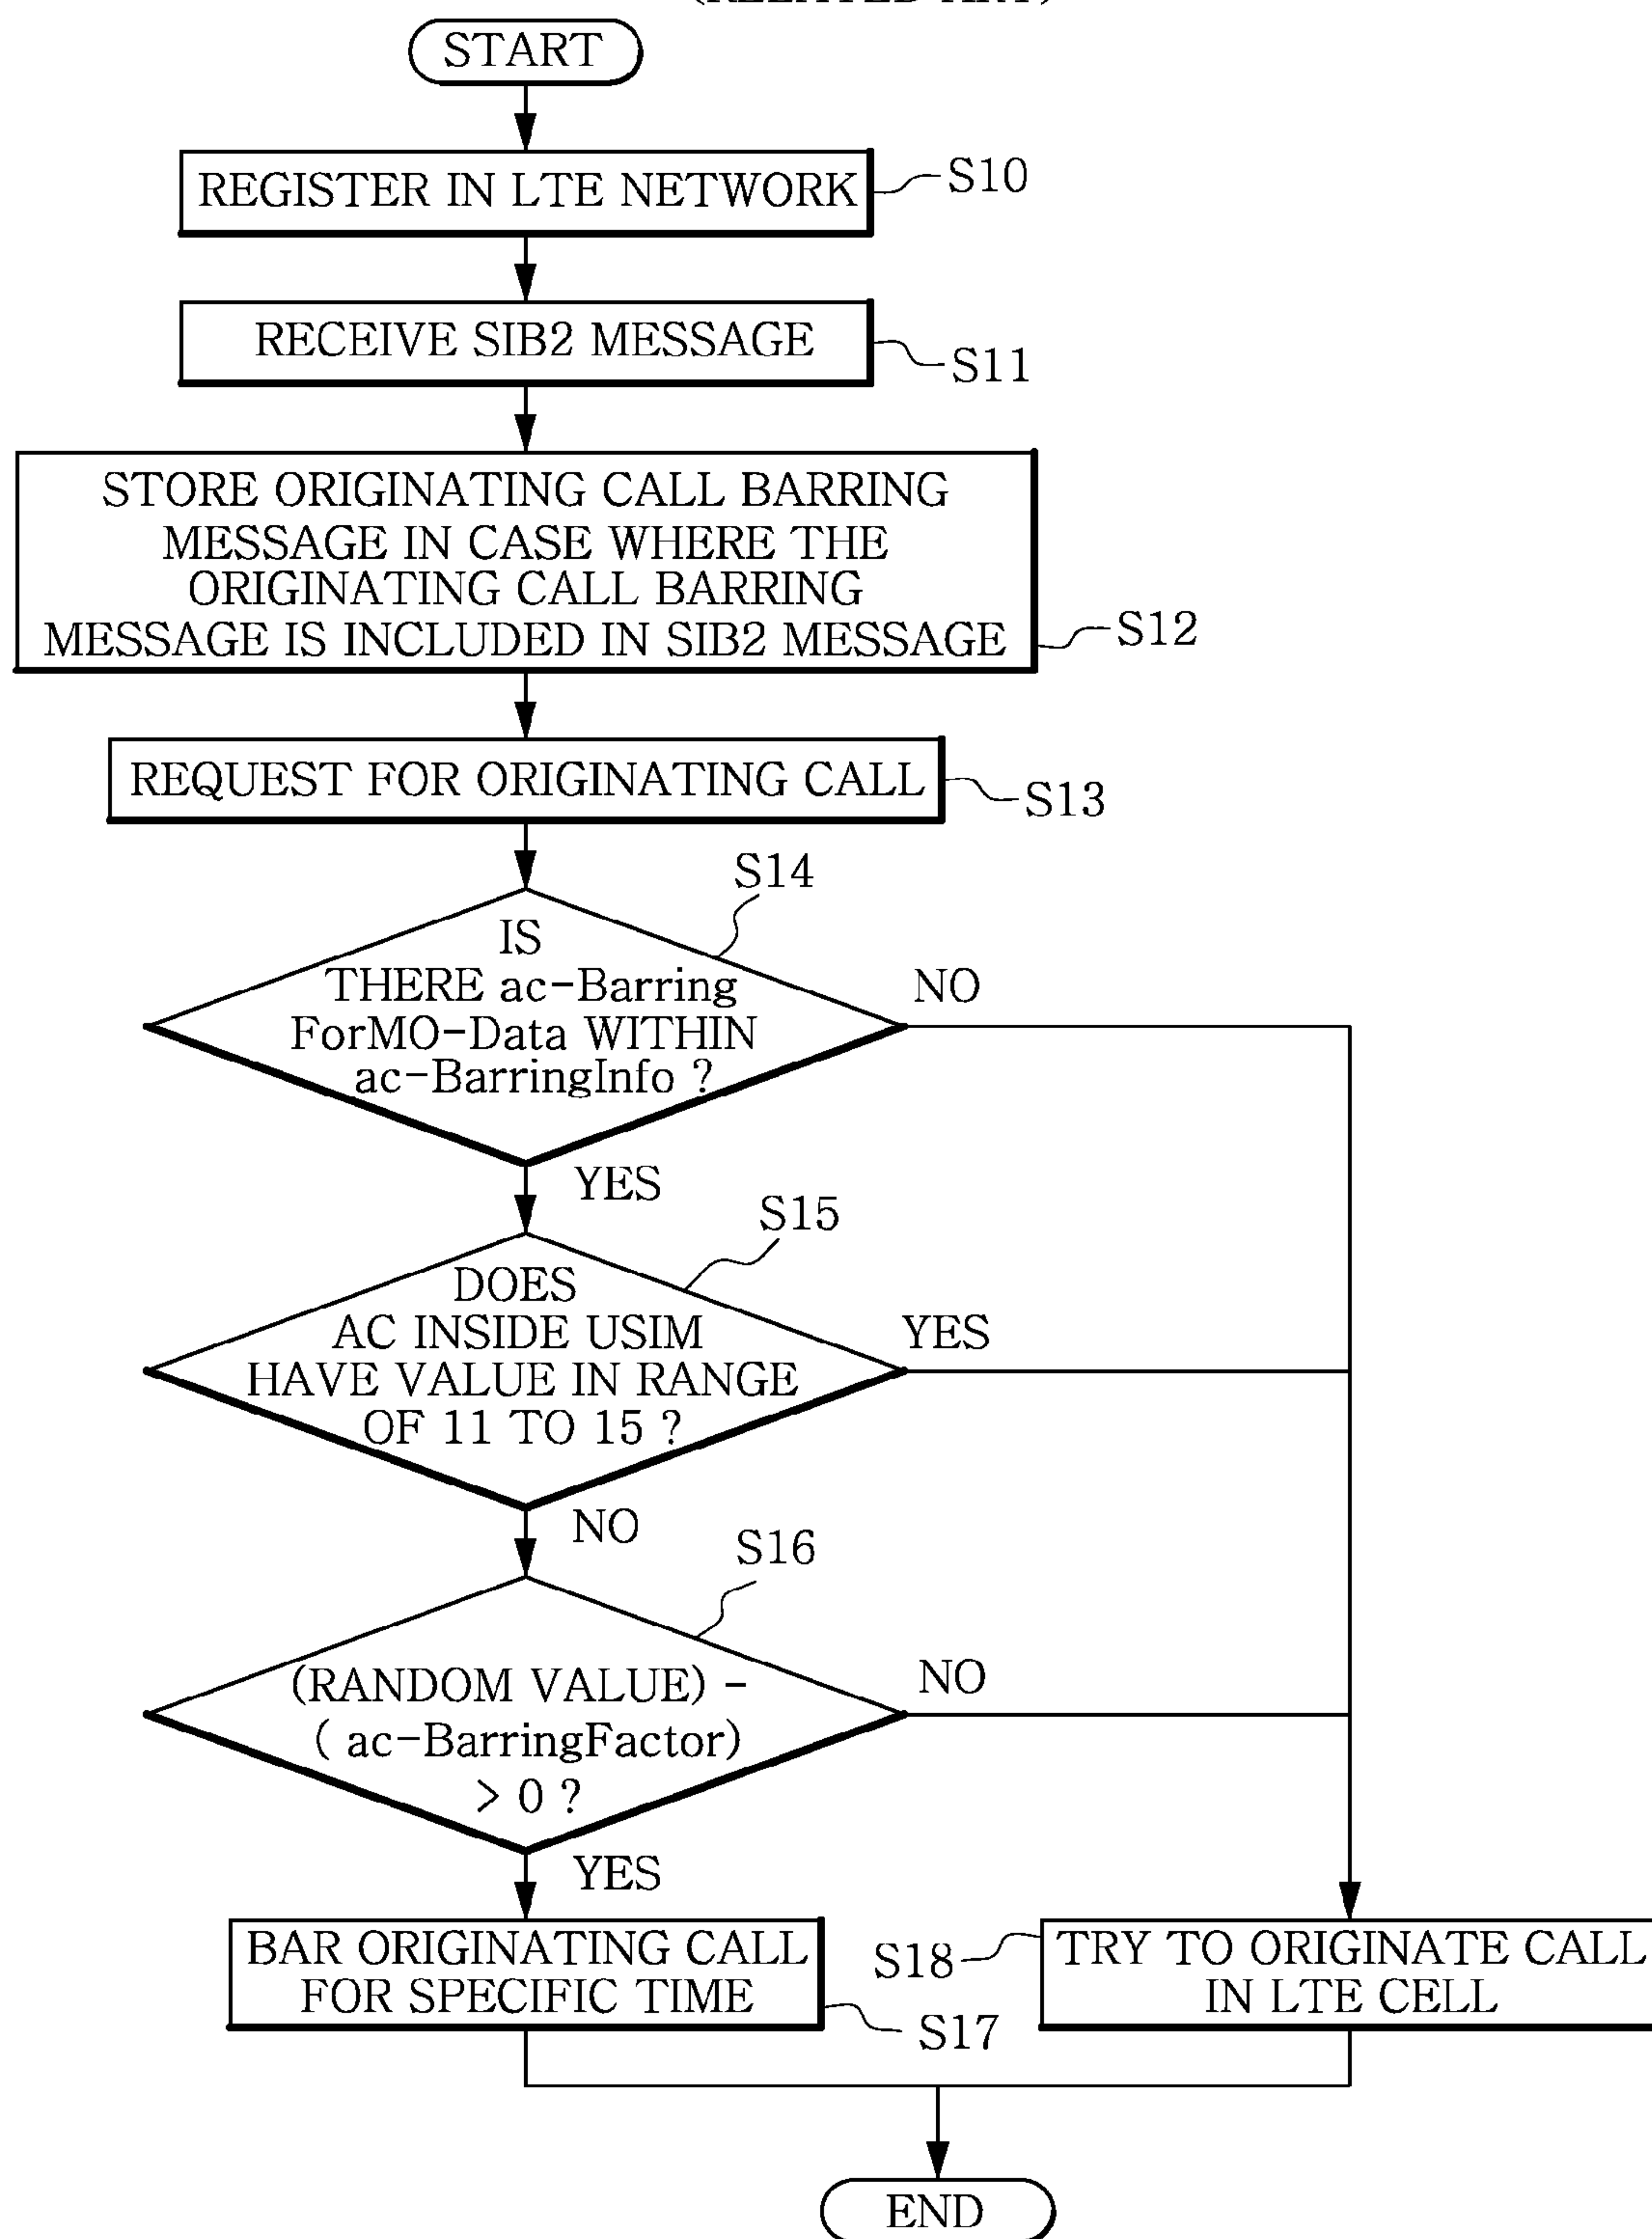 START
REGISTER IN LTE NETWORK
S10
RECEIVE SIB2 MESSAGE
S11
STORE ORIGINATING CALL BARRING
MESSAGE IN CASE WHERE THE
ORIGINATING CALL BARRING
MESSAGE IS INCLUDED IN SIB2 MESSAGE
S12
REQUEST FOR ORIGINATING CALL
S13
S14
IS
THERE ac-Barring
ForMO-Data WITHIN
ac-BarringInfo ?
NO
YES
S15
DOES
AC INSIDE USIM
HAVE VALUE IN RANGE
OF 11 TO 15 ?
YES
NO
S16
(RANDOM VALUE) -
( ac-BarringFactor)
> 0 ?
NO
YES
BAR ORIGINATING CALL
FOR SPECIFIC TIME
S17
S18
TRY TO ORIGINATE CALL
IN LTE CELL
END